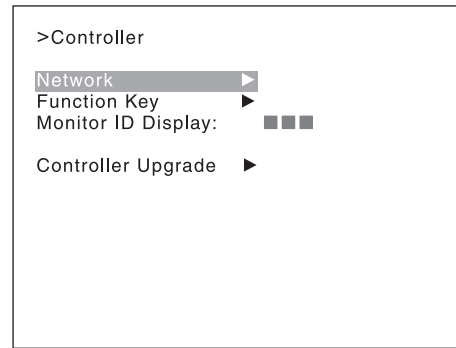 >Controller
Network ▶
Function Key ▶
Monitor ID Display: ■■■
Controller Upgrade ▶